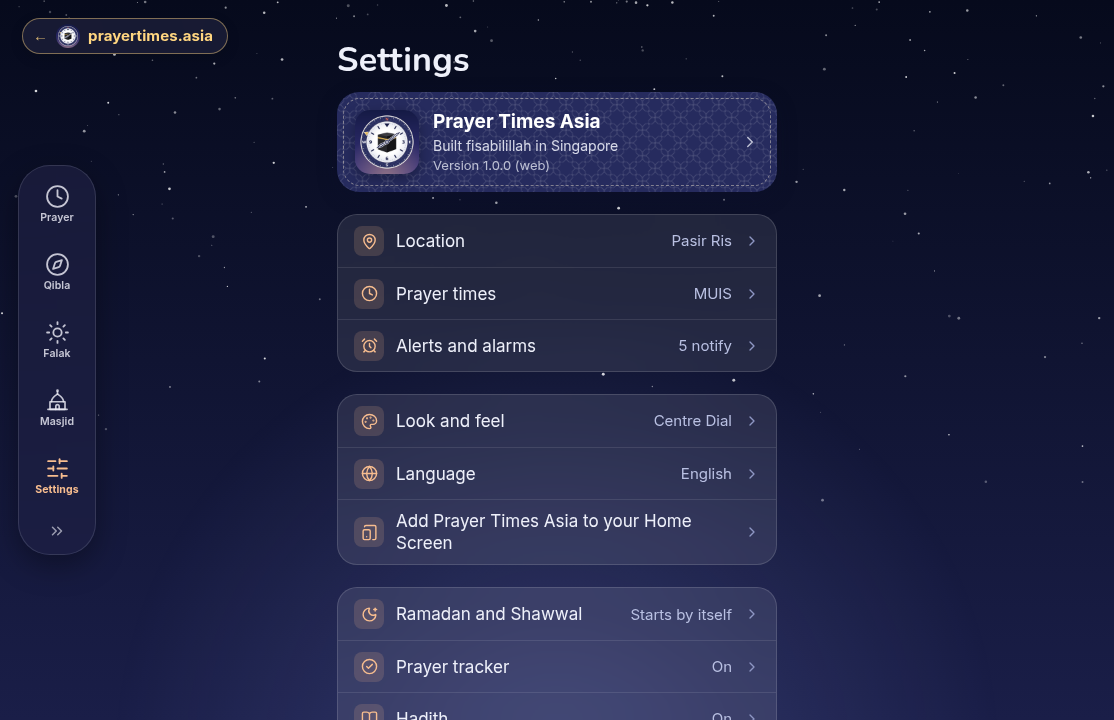 ← prayertimes.asia
Settings
Prayer Times Asia
Built fisabilillah in Singapore
Version 1.0.0 (web)
Prayer
Qibla
Falak
Masjid
Settings
Location Pasir Ris
Prayer times MUIS
Alerts and alarms 5 notify
Look and feel Centre Dial
Language English
Add Prayer Times Asia to your Home
Screen
Ramadan and Shawwal Starts by itself
Prayer tracker On
Hadith On